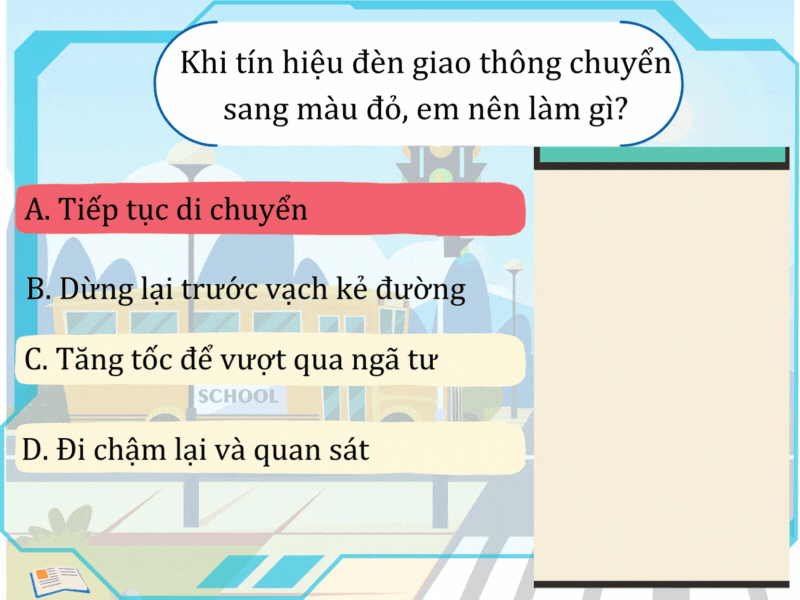 Khi tín hiệu đèn giao thông chuyển
sang màu đỏ, em nên làm gì?
A. Tiếp tục di chuyển
B. Dừng lại trước vạch kẻ đường
C. Tăng tốc để vượt qua ngã tư
SCHOOL
D. Đi chậm lại và quan sát